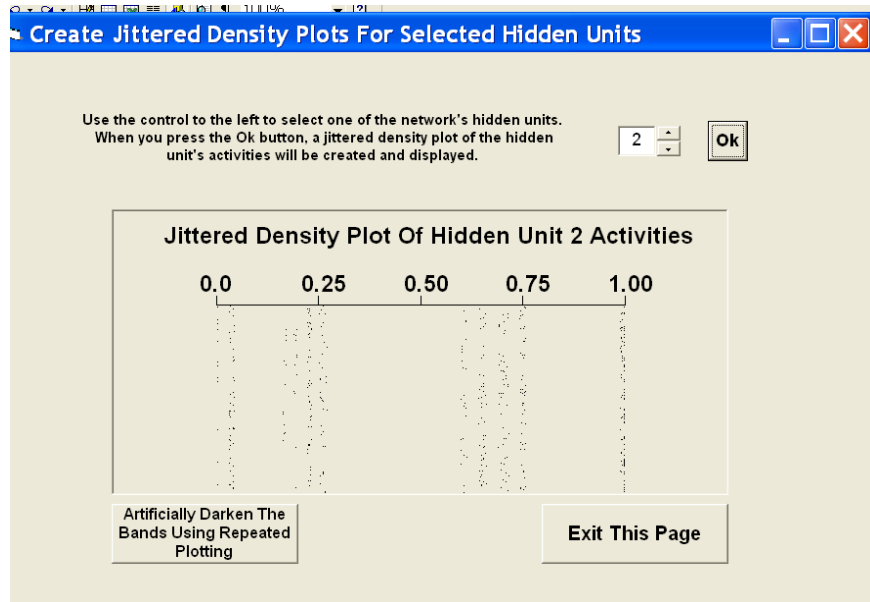 100%
Create Jittered Density Plots For Selected Hidden Units
Use the control to the left to select one of the network's hidden units.
When you press the Ok button, a jittered density plot of the hidden
unit's activities will be created and displayed.
2
Ok
Jittered Density Plot Of Hidden Unit 2 Activities
0.0 0.25 0.50 0.75 1.00
Artificially Darken The
Bands Using Repeated
Plotting
Exit This Page